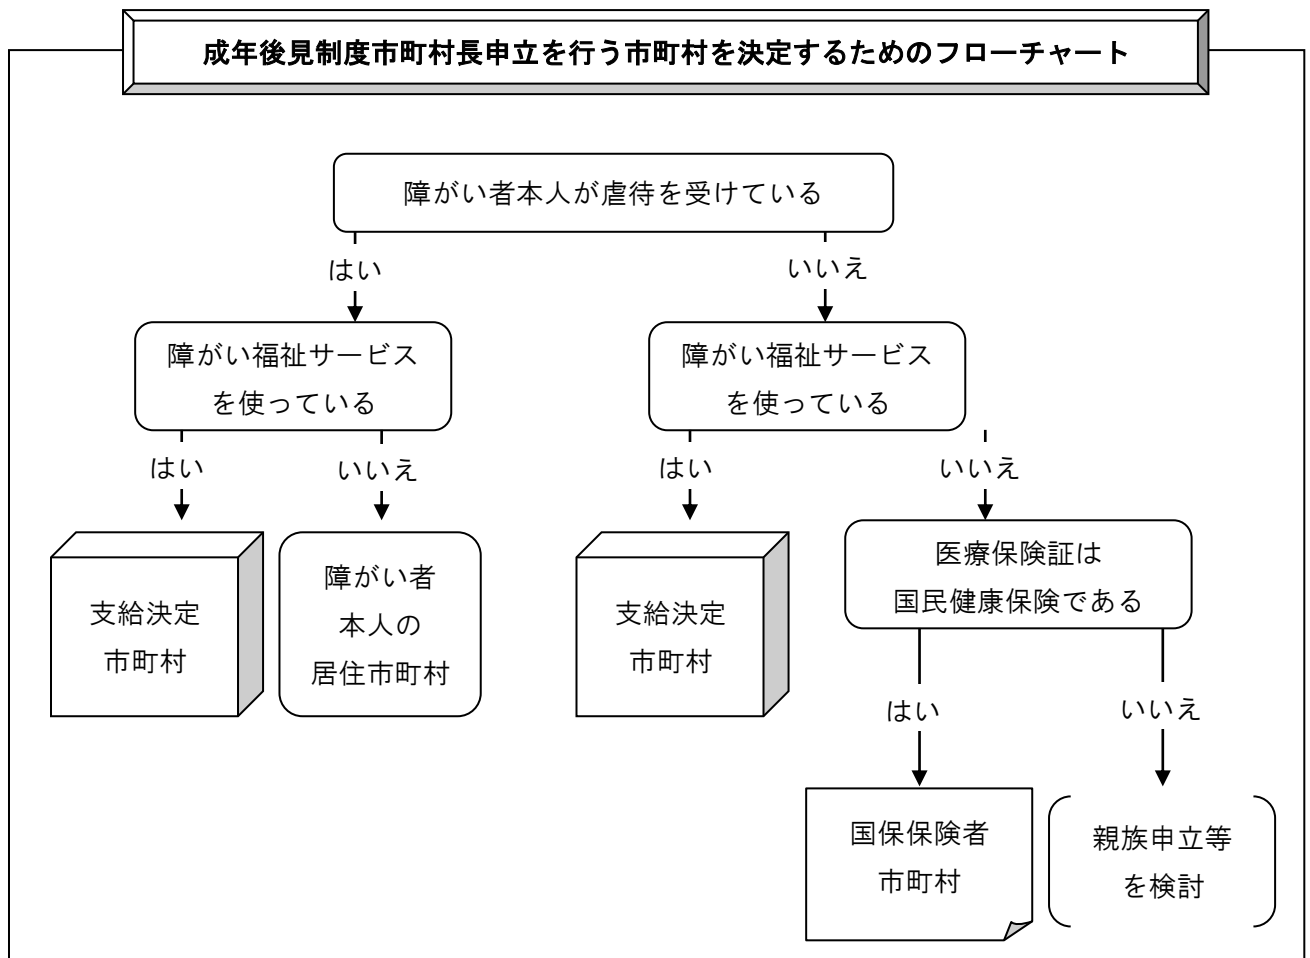 成年後見制度市町村長申立を行う市町村を決定するためのフローチャート
障がい者本人が虐待を受けている
はい
いいえ
障がい福祉サービス
を使っている
障がい福祉サービス
を使っている
はい
いいえ
はい
いいえ
支給決定
市町村
障がい者
本人の
居住市町村
支給決定
市町村
医療保険証は
国民健康保険である
はい
いいえ
国保保険者
市町村
親族申立等
を検討